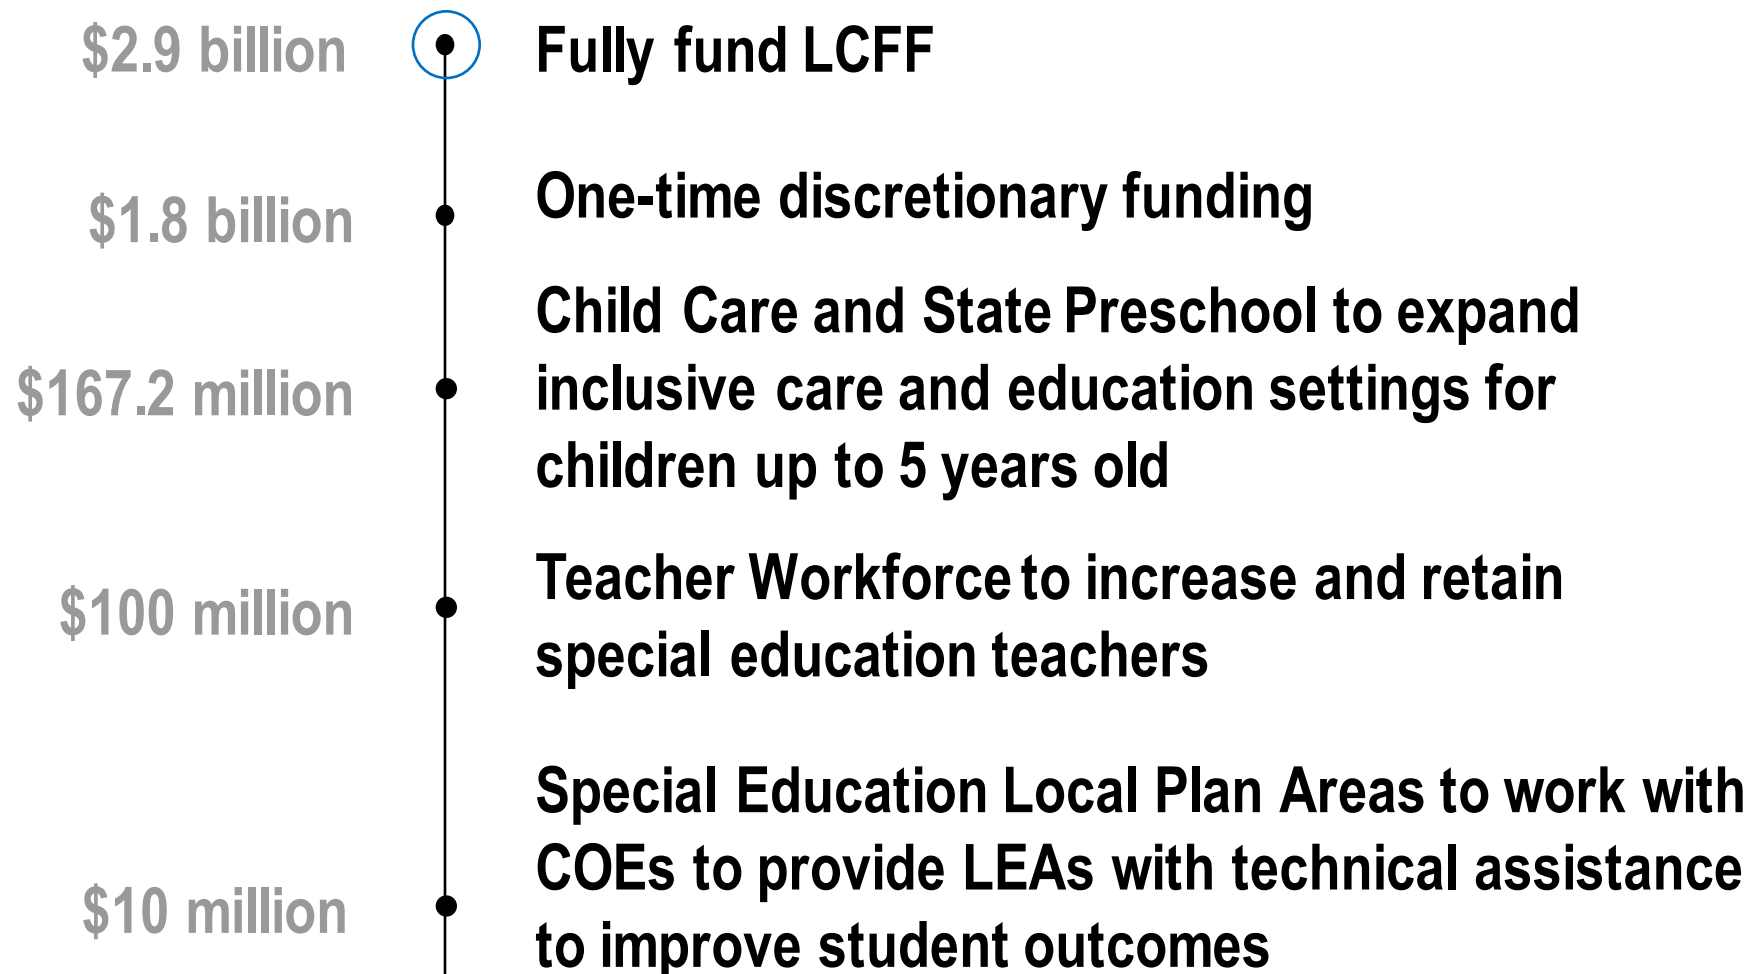 $2.9 billion
Fully fund LCFF
$1.8 billion
One-time discretionary funding
$167.2 million
Child Care and State Preschool to expand
inclusive care and education settings for
children up to 5 years old
$100 million
Teacher Workforce to increase and retain
special education teachers
$10 million
Special Education Local Plan Areas to work with
COEs to provide LEAs with technical assistance
to improve student outcomes